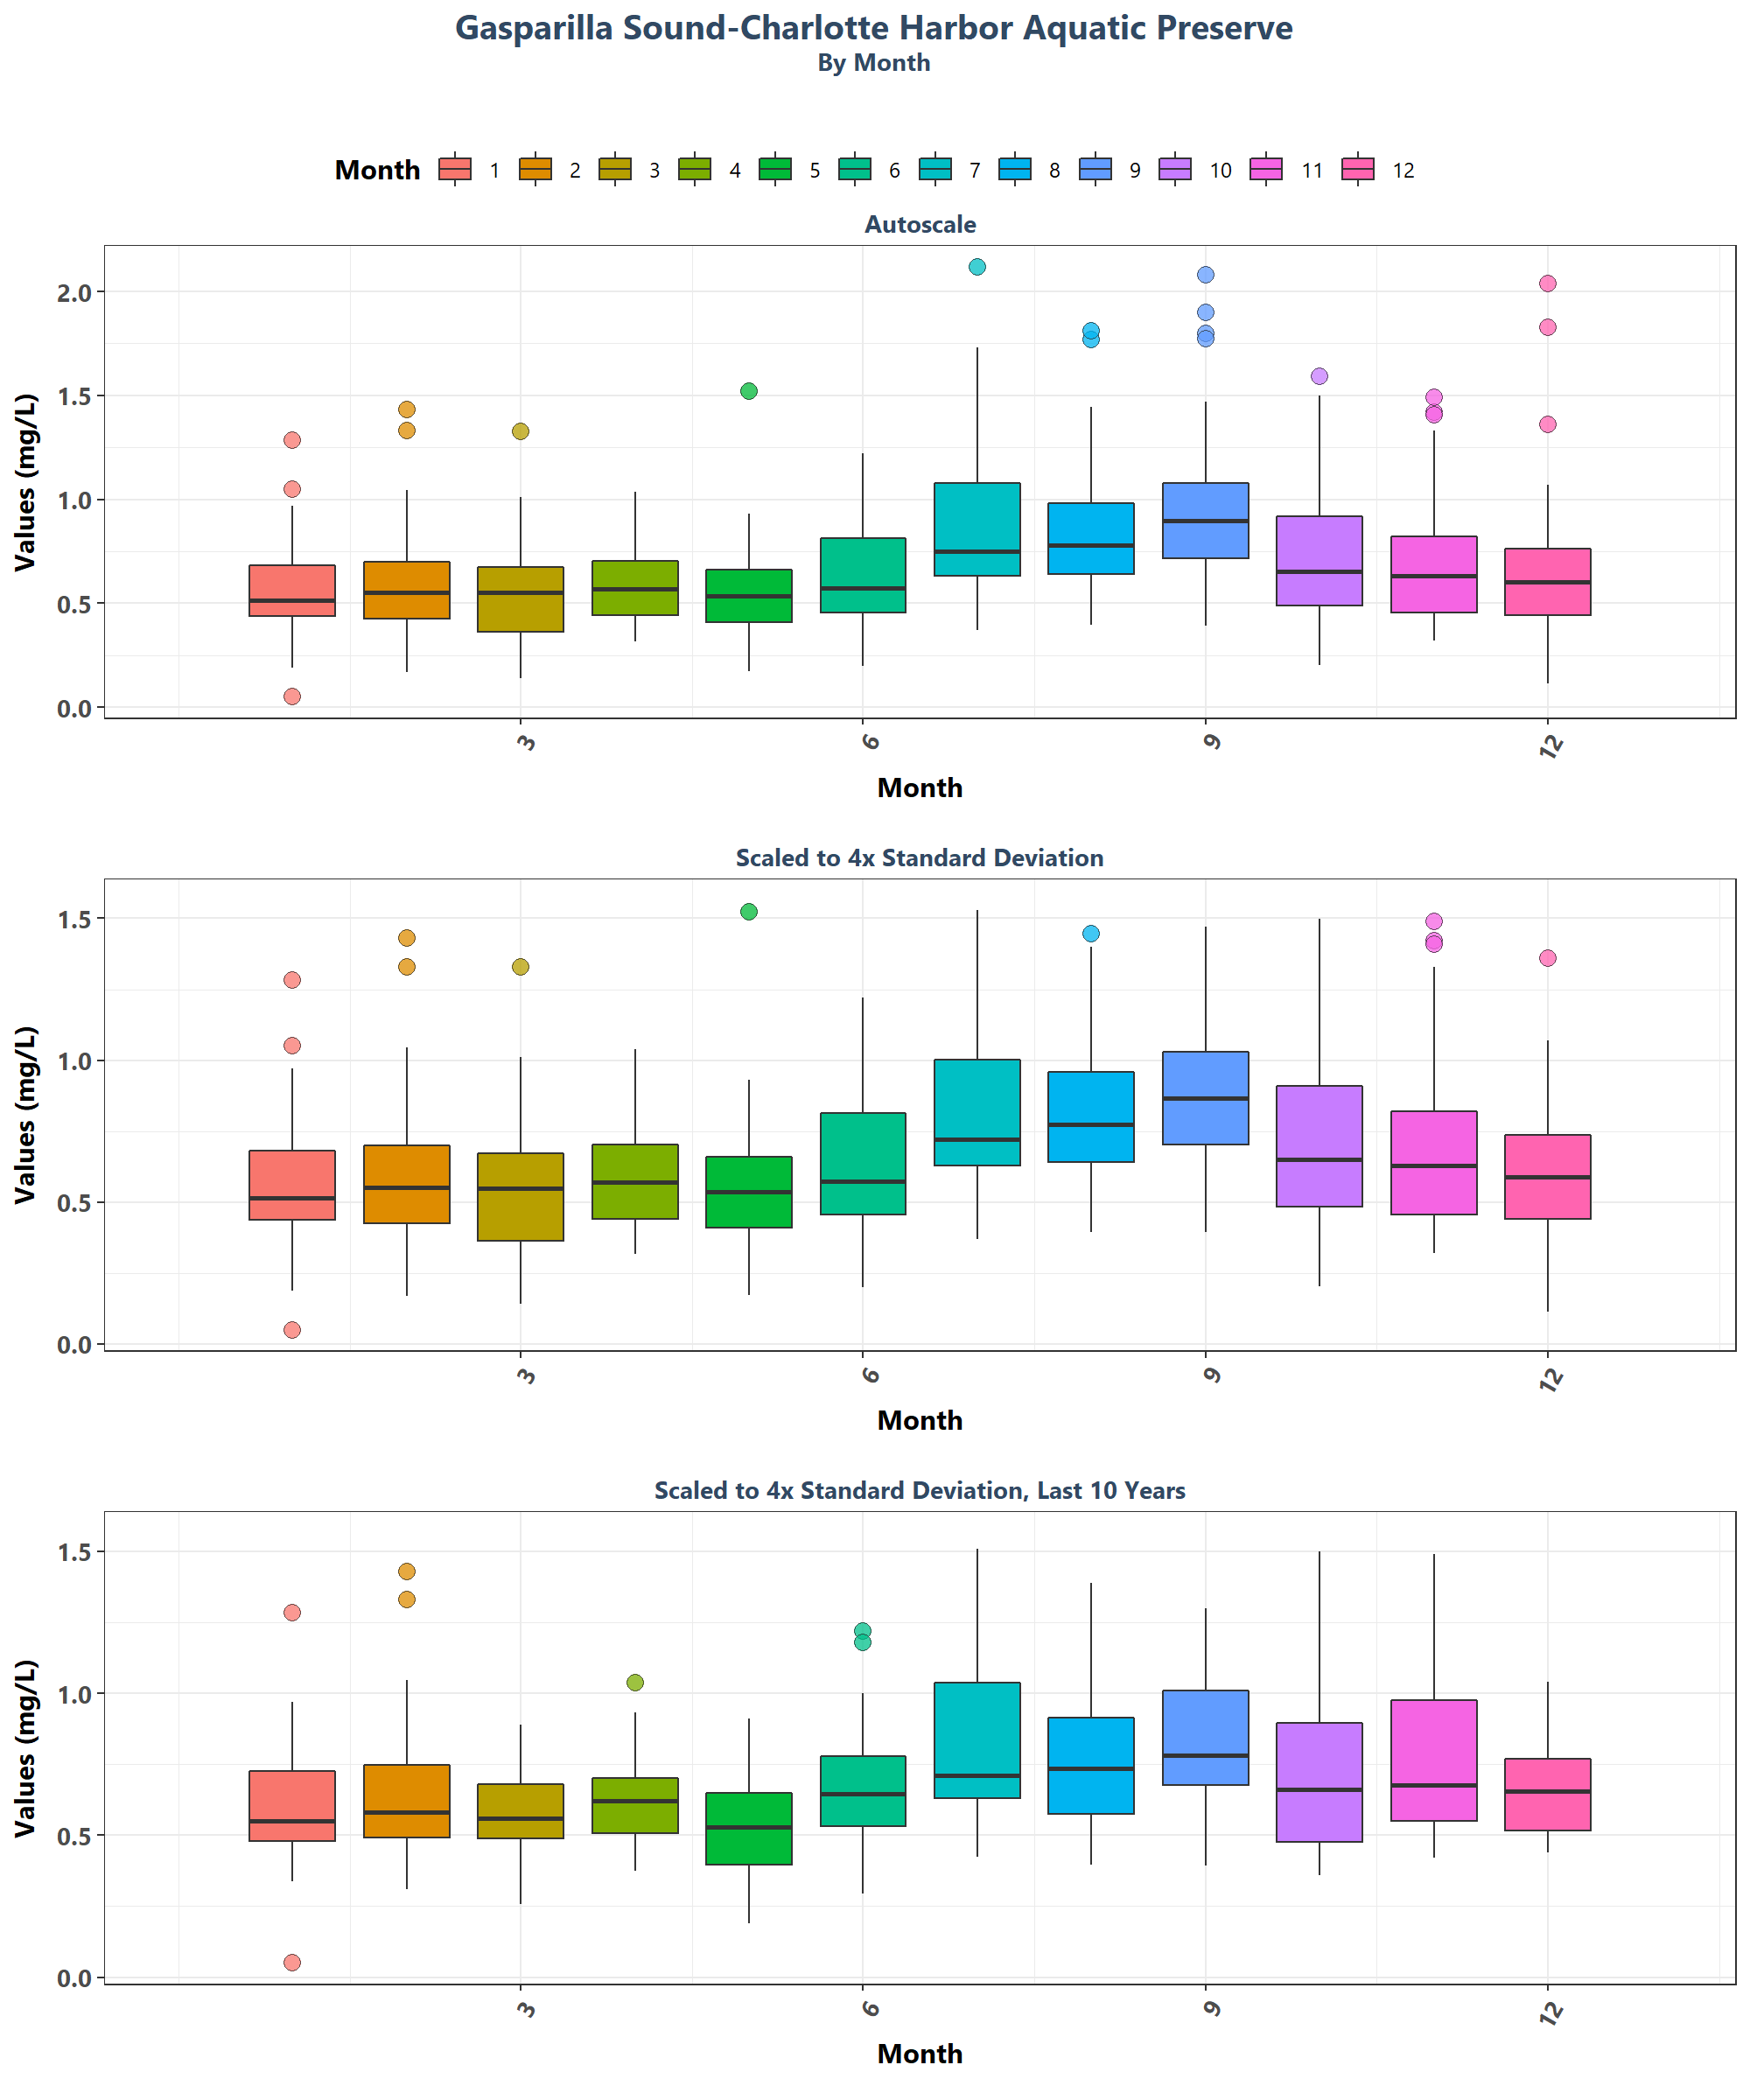 Gasparilla Sound-Charlotte Harbor Aquatic Preserve
By Month
Month 1 2 3 4 5 6 7 8 9 10 11 12
Autoscale
Values (mg/L)
2.0
1.5
1.0
0.5
0.0
3 6 9 12
Month
Scaled to 4x Standard Deviation
Values (mg/L)
1.5
1.0
0.5
0.0
3 6 9 12
Month
Scaled to 4x Standard Deviation, Last 10 Years
Values (mg/L)
1.5
1.0
0.5
0.0
3 6 9 12
Month